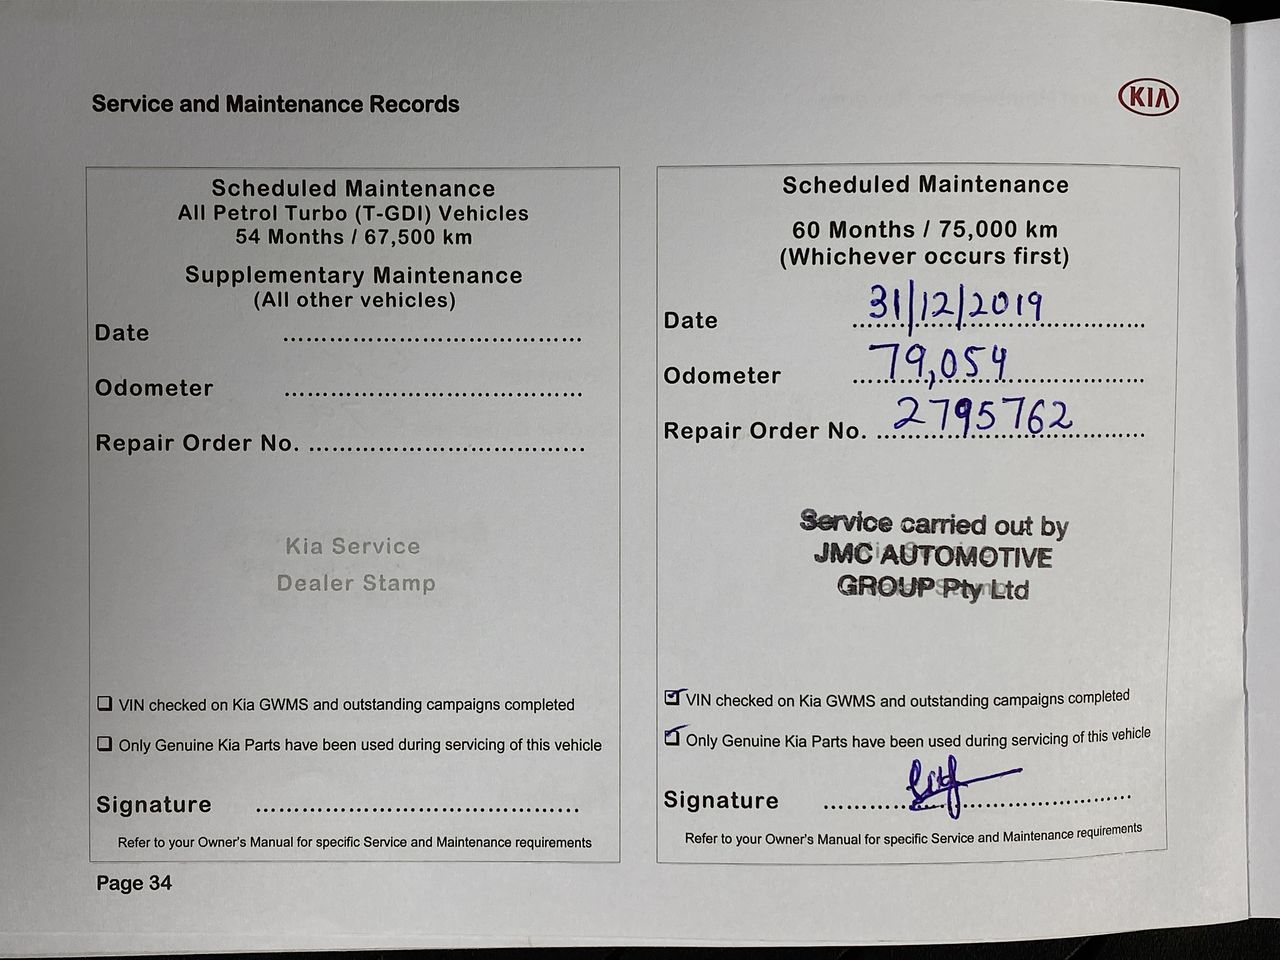 Service and Maintenance Records
KIA
Scheduled Maintenance
All Petrol Turbo (T-GDI) Vehicles
54 Months / 67,500 km
Supplementary Maintenance
(All other vehicles)
Date ..........................................
Odometer ..........................................
Repair Order No. .......................................
Kia Service
Dealer Stamp
VIN checked on Kia GWMS and outstanding campaigns completed
Only Genuine Kia Parts have been used during servicing of this vehicle
Signature ..........................................
Refer to your Owner's Manual for specific Service and Maintenance requirements
Page 34
Scheduled Maintenance
60 Months / 75,000 km
(Whichever occurs first)
Date 31/12/2019
Odometer 79,054
Repair Order No. 2795762
Service carried out by
JMC AUTOMOTIVE
GROUP Pty Ltd
VIN checked on Kia GWMS and outstanding campaigns completed
Only Genuine Kia Parts have been used during servicing of this vehicle
Signature
Refer to your Owner's Manual for specific Service and Maintenance requirements